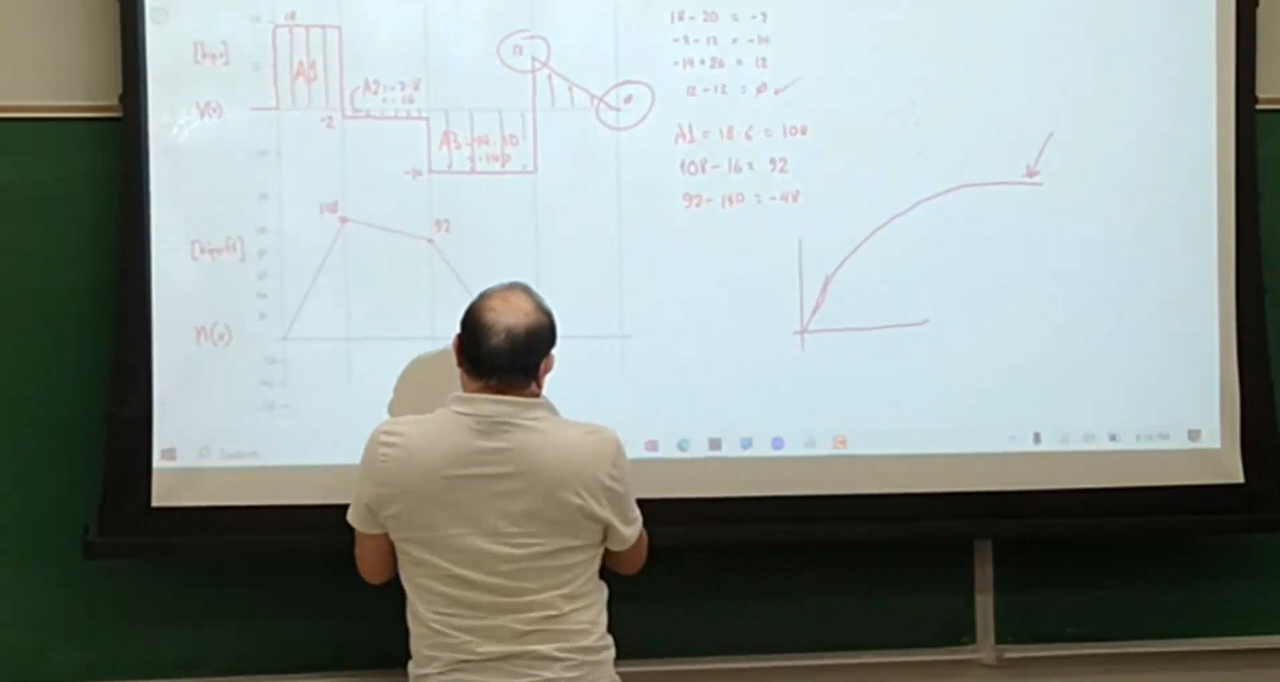 18
[kips]
A1
V(x)
A2 = -2·8
= -16
-2
A3 = -14·10
= -140
-14
12
0
18-20 = -2
-2-12 = -14
-14+26 = 12
12-12 = 0 ✓
A1 = 18·6 = 108
108-16 = 92
92-140 = -48
108
92
[kips·ft]
M(x)